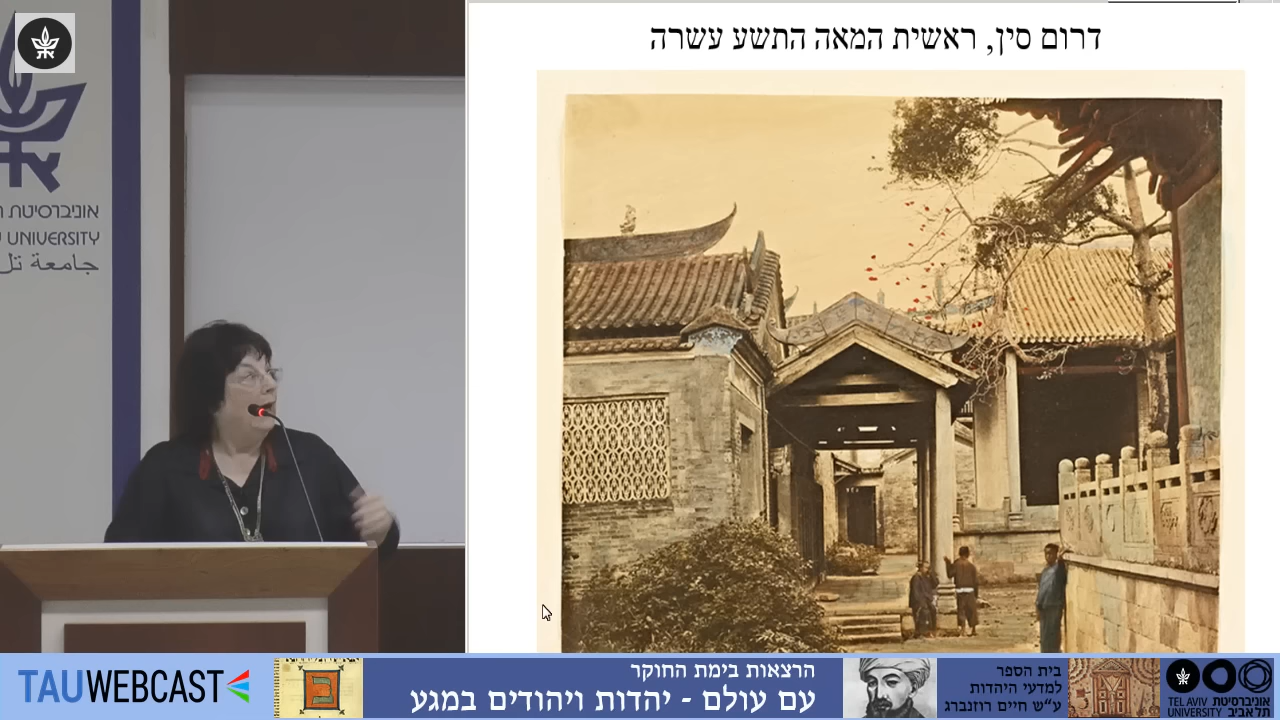 דרום סין, ראשית המאה התשע עשרה
אוניברסיטת
UNIVERSITY
جامعة
TAUWEBCAST
הרצאות בימת החוקר
עם עולם - יהדות ויהודים במגע
בית הספר
למדעי היהדות
ע״ש חיים רוזנברג
TEL AVIV אוניברסיטת
UNIVERSITY תל אביב